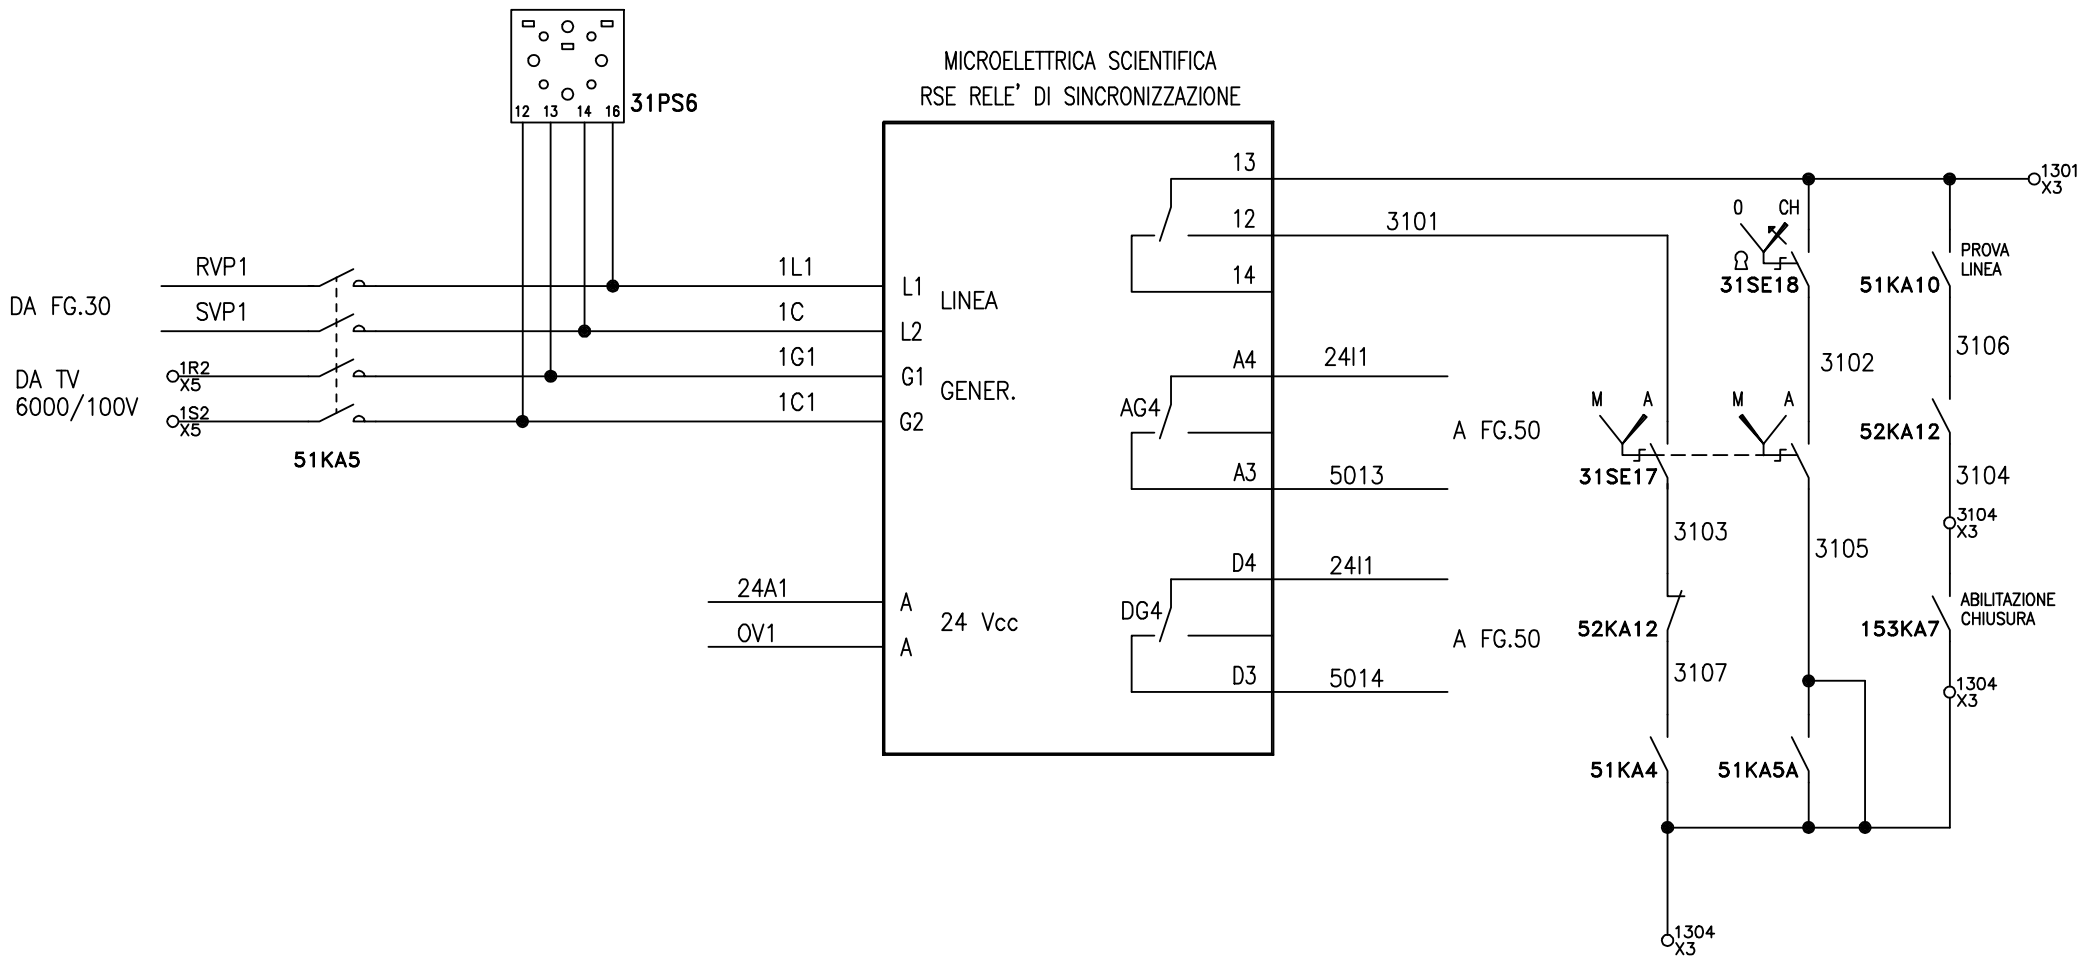 12 13 14 16
31PS6
MICROELETTRICA SCIENTIFICA
RSE RELE' DI SINCRONIZZAZIONE
DA FG.30
RVP1
SVP1
DA TV
6000/100V
1R2
X5
1S2
X5
51KA5
1L1
1C
1G1
1C1
L1
L2
LINEA
G1
G2
GENER.
24A1
0V1
A
A
24 Vcc
13
12
14
A4
AG4
A3
D4
DG4
D3
3101
24I1
5013
A FG.50
24I1
5014
A FG.50
1301
X3
0 CH
31SE18
51KA10
PROVA
LINEA
3102
3106
M A
M A
31SE17
52KA12
3104
3104
X3
3103
3105
52KA12
153KA7
ABILITAZIONE
CHIUSURA
3107
1304
X3
51KA4
51KA5A
1304
X3